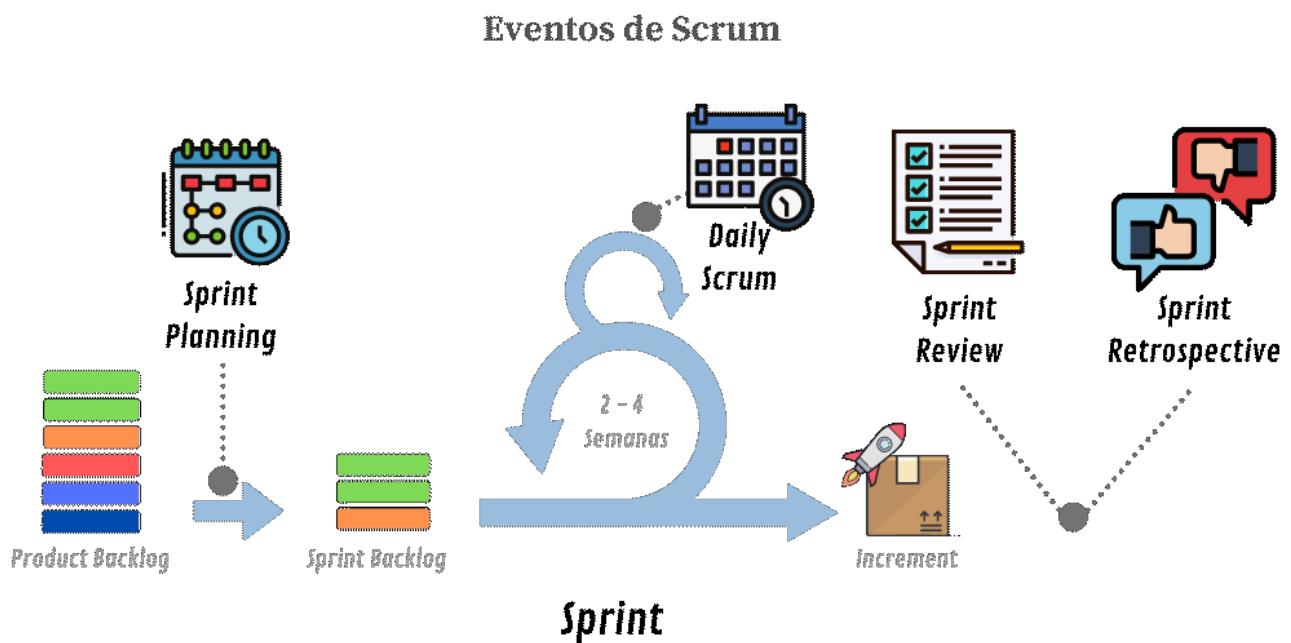 Eventos de Scrum
Sprint
Planning
Daily
Scrum
Sprint
Review
Sprint
Retrospective
2 - 4
Semanas
Product Backlog
Sprint Backlog
Increment
Sprint